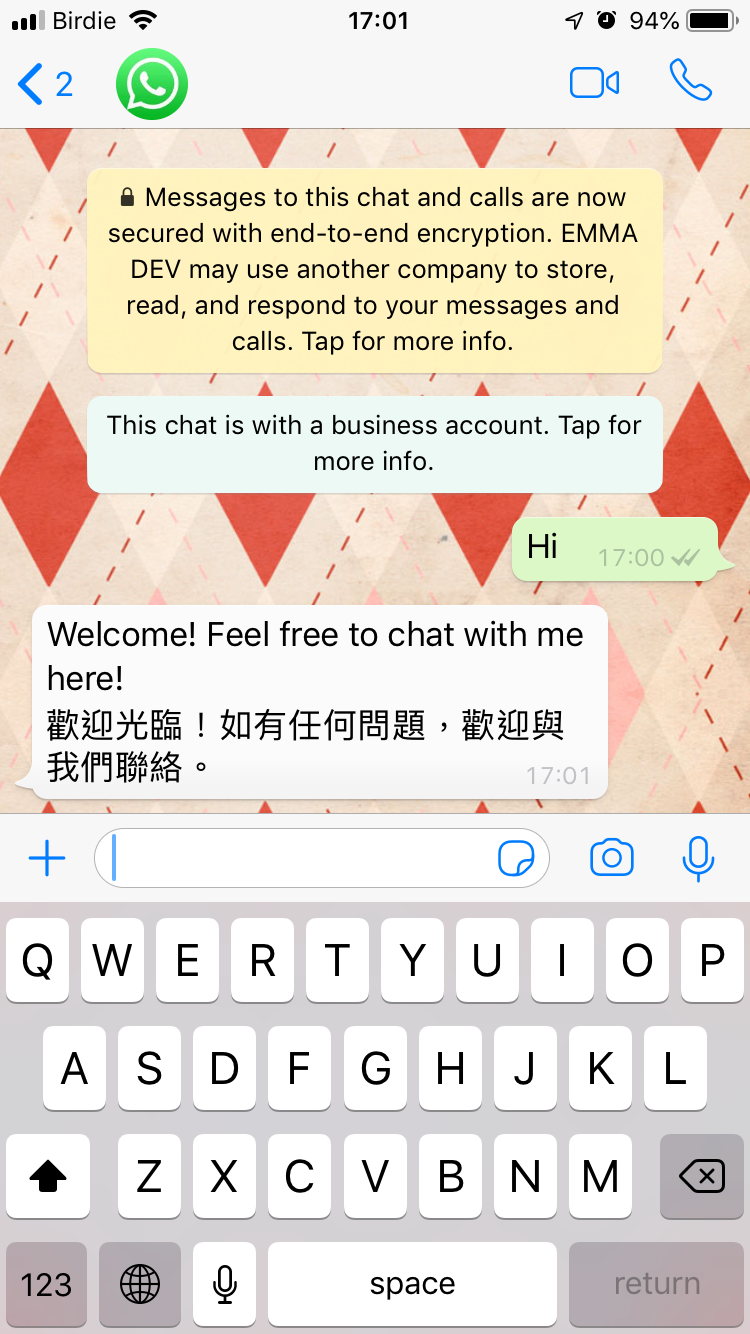 Birdie 17:01 94%
2
Messages to this chat and calls are now
secured with end-to-end encryption. EMMA
DEV may use another company to store,
read, and respond to your messages and
calls. Tap for more info.
This chat is with a business account. Tap for
more info.
Hi 17:00
Welcome! Feel free to chat with me
here!
歡迎光臨！如有任何問題，歡迎與
我們聯絡。 17:01
Q W E R T Y U I O P
A S D F G H J K L
Z X C V B N M
123 space return